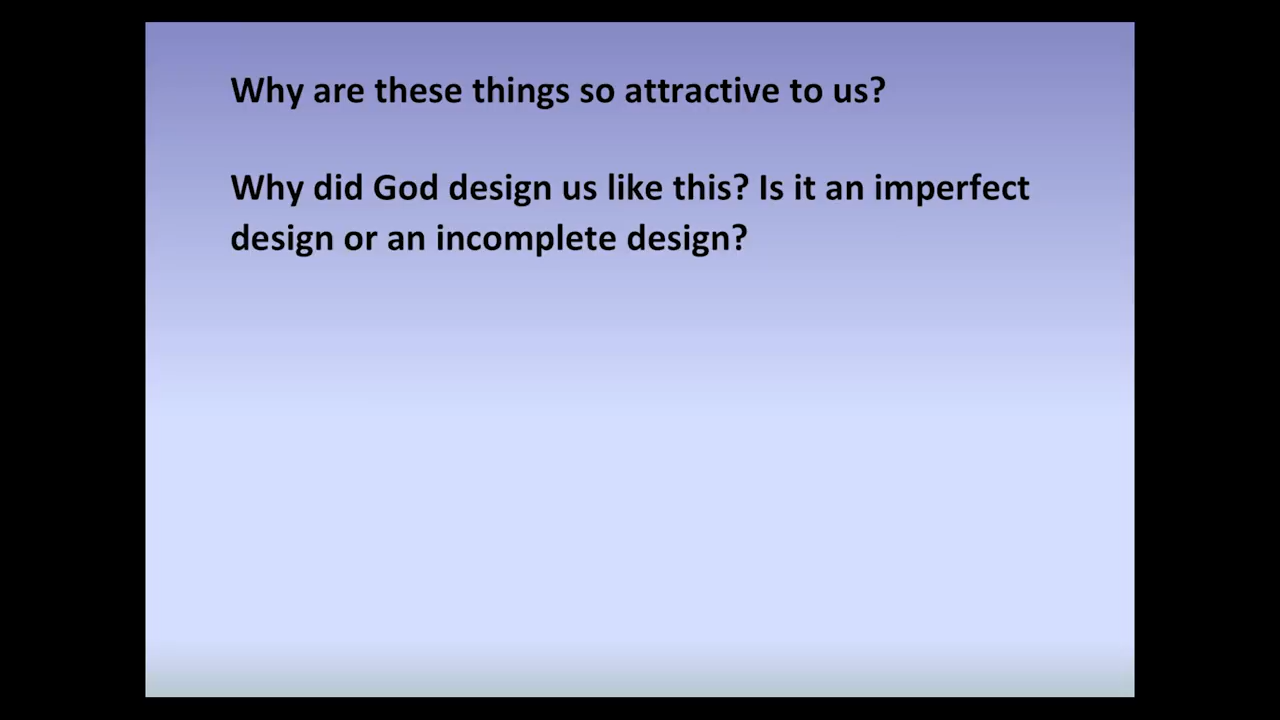 Why are these things so attractive to us?
Why did God design us like this? Is it an imperfect
design or an incomplete design?